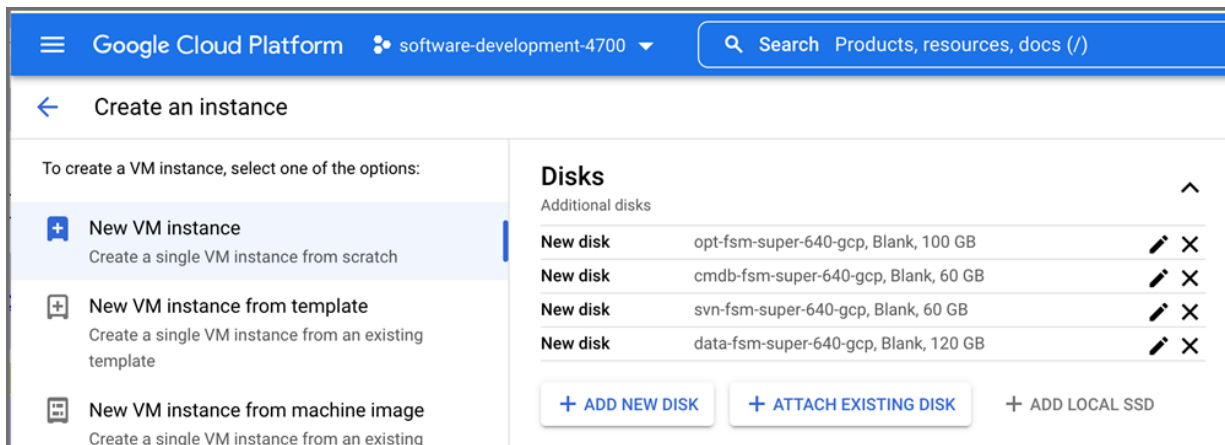 Google Cloud Platform software-development-4700 Search Products, resources, docs (/)
Create an instance
To create a VM instance, select one of the options:
New VM instance
Create a single VM instance from scratch
New VM instance from template
Create a single VM instance from an existing
template
New VM instance from machine image
Create a single VM instance from an existing
Disks
Additional disks
New disk opt-fsm-super-640-gcp, Blank, 100 GB
New disk cmdb-fsm-super-640-gcp, Blank, 60 GB
New disk svn-fsm-super-640-gcp, Blank, 60 GB
New disk data-fsm-super-640-gcp, Blank, 120 GB
+ ADD NEW DISK + ATTACH EXISTING DISK + ADD LOCAL SSD